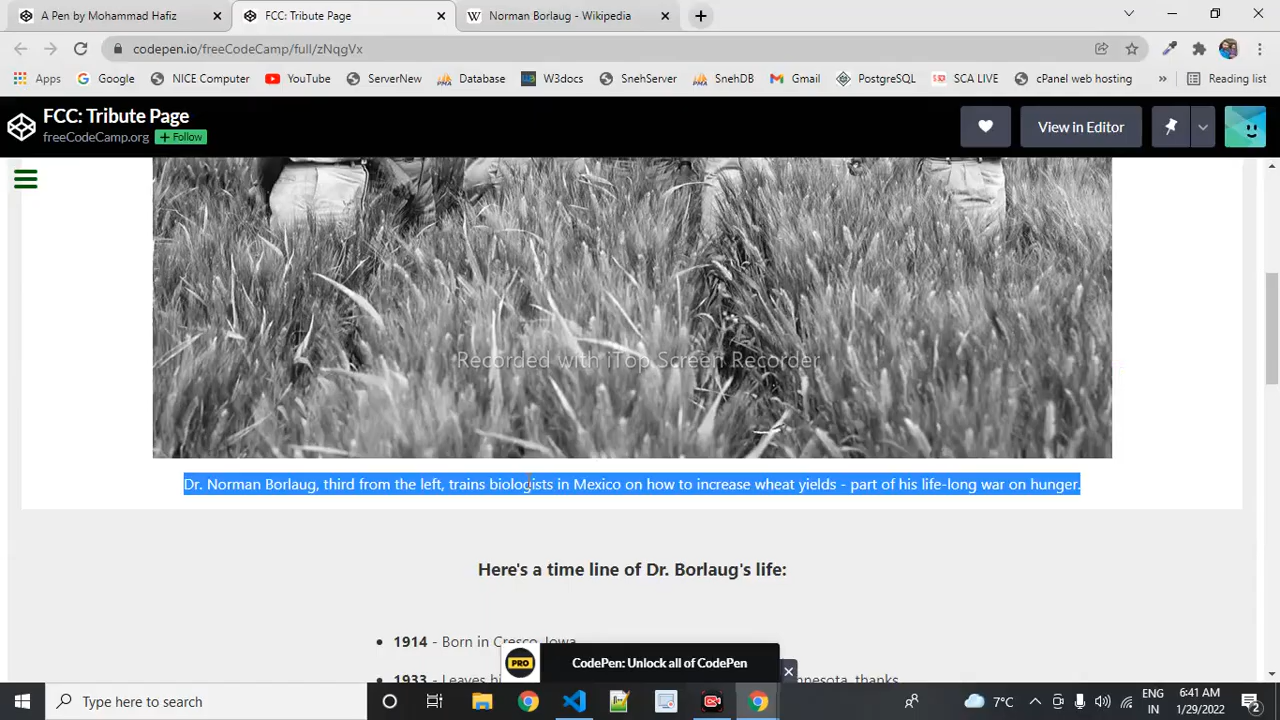 A Pen by Mohammad Hafiz
FCC: Tribute Page
Norman Borlaug - Wikipedia
codepen.io/freeCodeCamp/full/zNqgVx
Apps
Google
NICE Computer
YouTube
ServerNew
Database
W3docs
SnehServer
SnehDB
Gmail
PostgreSQL
SCA LIVE
cPanel web hosting
»
Reading list
FCC: Tribute Page
freeCodeCamp.org
+ Follow
View in Editor
Recorded with iTop Screen Recorder
Dr. Norman Borlaug, third from the left, trains biologists in Mexico on how to increase wheat yields - part of his life-long war on hunger.
Here's a time line of Dr. Borlaug's life:
1914 - Born in Cresco, Iowa
1933 - Leaves
PRO
CodePen: Unlock all of CodePen
Type here to search
7°C
ENG
IN
6:41 AM
1/29/2022
2